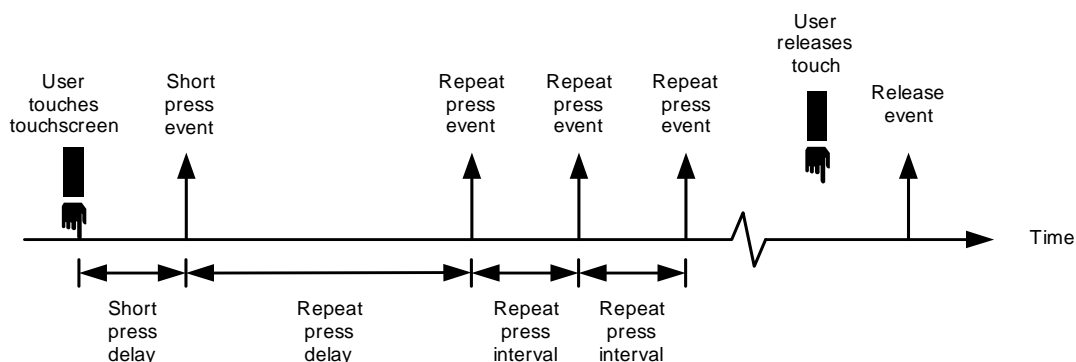 User
touches
touchscreen
Short
press
event
Repeat
press
event
Repeat
press
event
Repeat
press
event
User
releases
touch
Release
event
Time
Short
press
delay
Repeat
press
delay
Repeat
press
interval
Repeat
press
interval